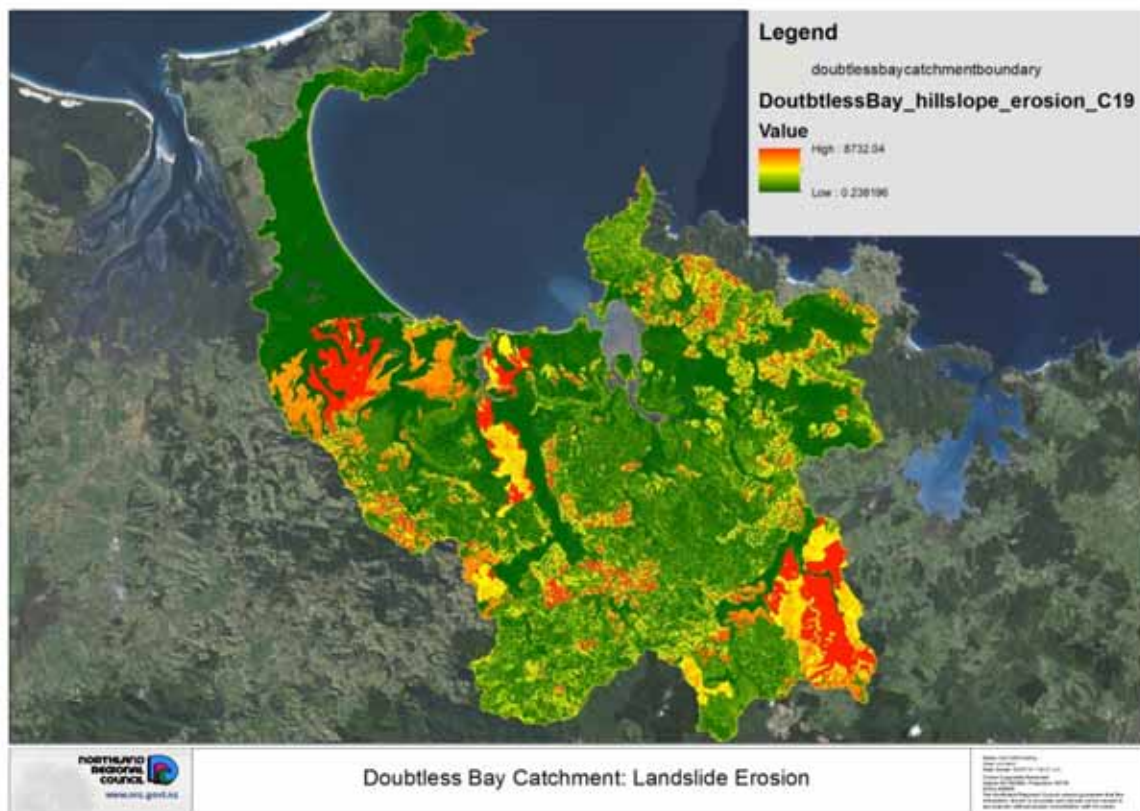 Legend
doubtlessbaycatchmentboundary
DoutbtlessBay_hillslope_erosion_C19
Value
High : 8732.04
Low : 0.238196
NORTHLAND
REGIONAL
COUNCIL
www.nrc.govt.nz
Doubtless Bay Catchment: Landslide Erosion